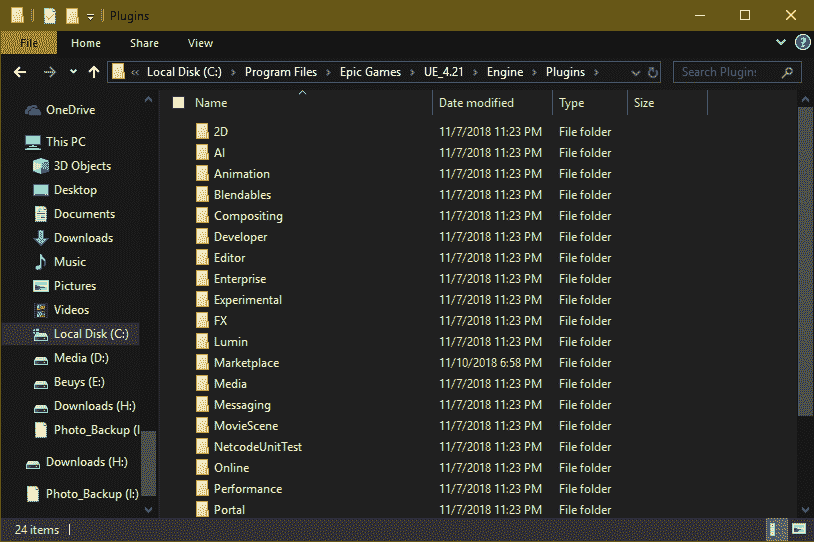 Plugins
File Home Share View
« Local Disk (C:) › Program Files › Epic Games › UE_4.21 › Engine › Plugins › Search Plugins
Name Date modified Type Size
OneDrive
This PC
3D Objects
Desktop
Documents
Downloads
Music
Pictures
Videos
Local Disk (C:)
Media (D:)
Beuys (E:)
Downloads (H:)
Photo_Backup (I
Downloads (H:)
Photo_Backup (I:)
2D 11/7/2018 11:23 PM File folder
AI 11/7/2018 11:23 PM File folder
Animation 11/7/2018 11:23 PM File folder
Blendables 11/7/2018 11:23 PM File folder
Compositing 11/7/2018 11:23 PM File folder
Developer 11/7/2018 11:23 PM File folder
Editor 11/7/2018 11:23 PM File folder
Enterprise 11/7/2018 11:23 PM File folder
Experimental 11/7/2018 11:23 PM File folder
FX 11/7/2018 11:23 PM File folder
Lumin 11/7/2018 11:23 PM File folder
Marketplace 11/10/2018 6:58 PM File folder
Media 11/7/2018 11:23 PM File folder
Messaging 11/7/2018 11:23 PM File folder
MovieScene 11/7/2018 11:23 PM File folder
NetcodeUnitTest 11/7/2018 11:23 PM File folder
Online 11/7/2018 11:23 PM File folder
Performance 11/7/2018 11:23 PM File folder
Portal 11/7/2018 11:23 PM File folder
24 items